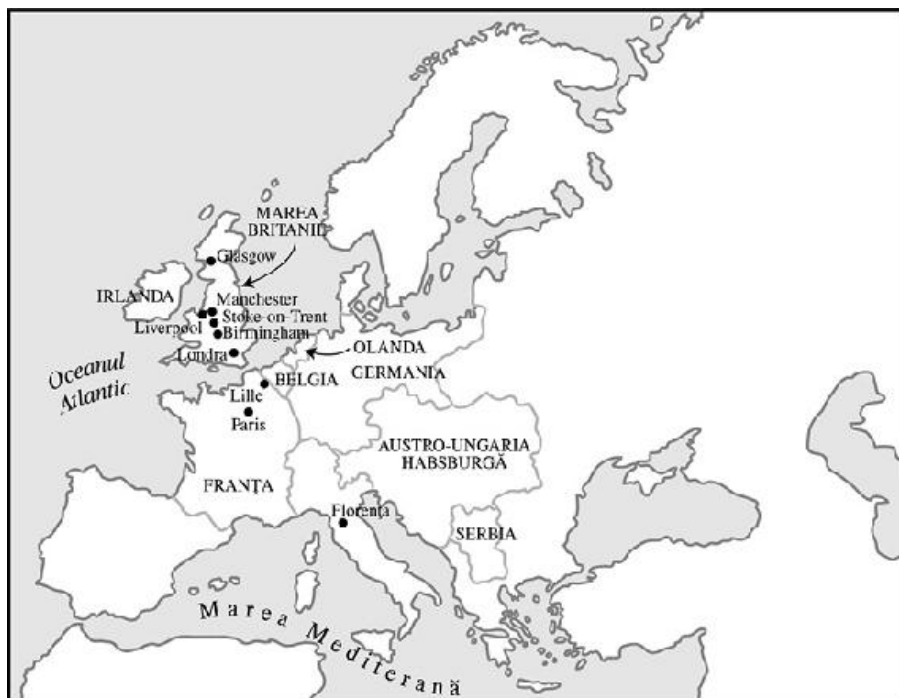 MAREA
BRITANIE
Glasgow
IRLANDA
Manchester
Stoke-on-Trent
Liverpool
Birmingham
Londra
OLANDA
GERMANIA
BELGIA
Oceanul
Atlantic
Lille
Paris
AUSTRO-UNGARIA
HABSBURGĂ
FRANȚA
Florența
SERBIA
Marea Mediterană